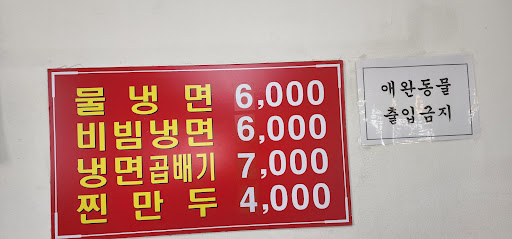 물냉면 6,000
비빔냉면 6,000
냉면곱배기 7,000
찐만두 4,000
애완동물
출입금지